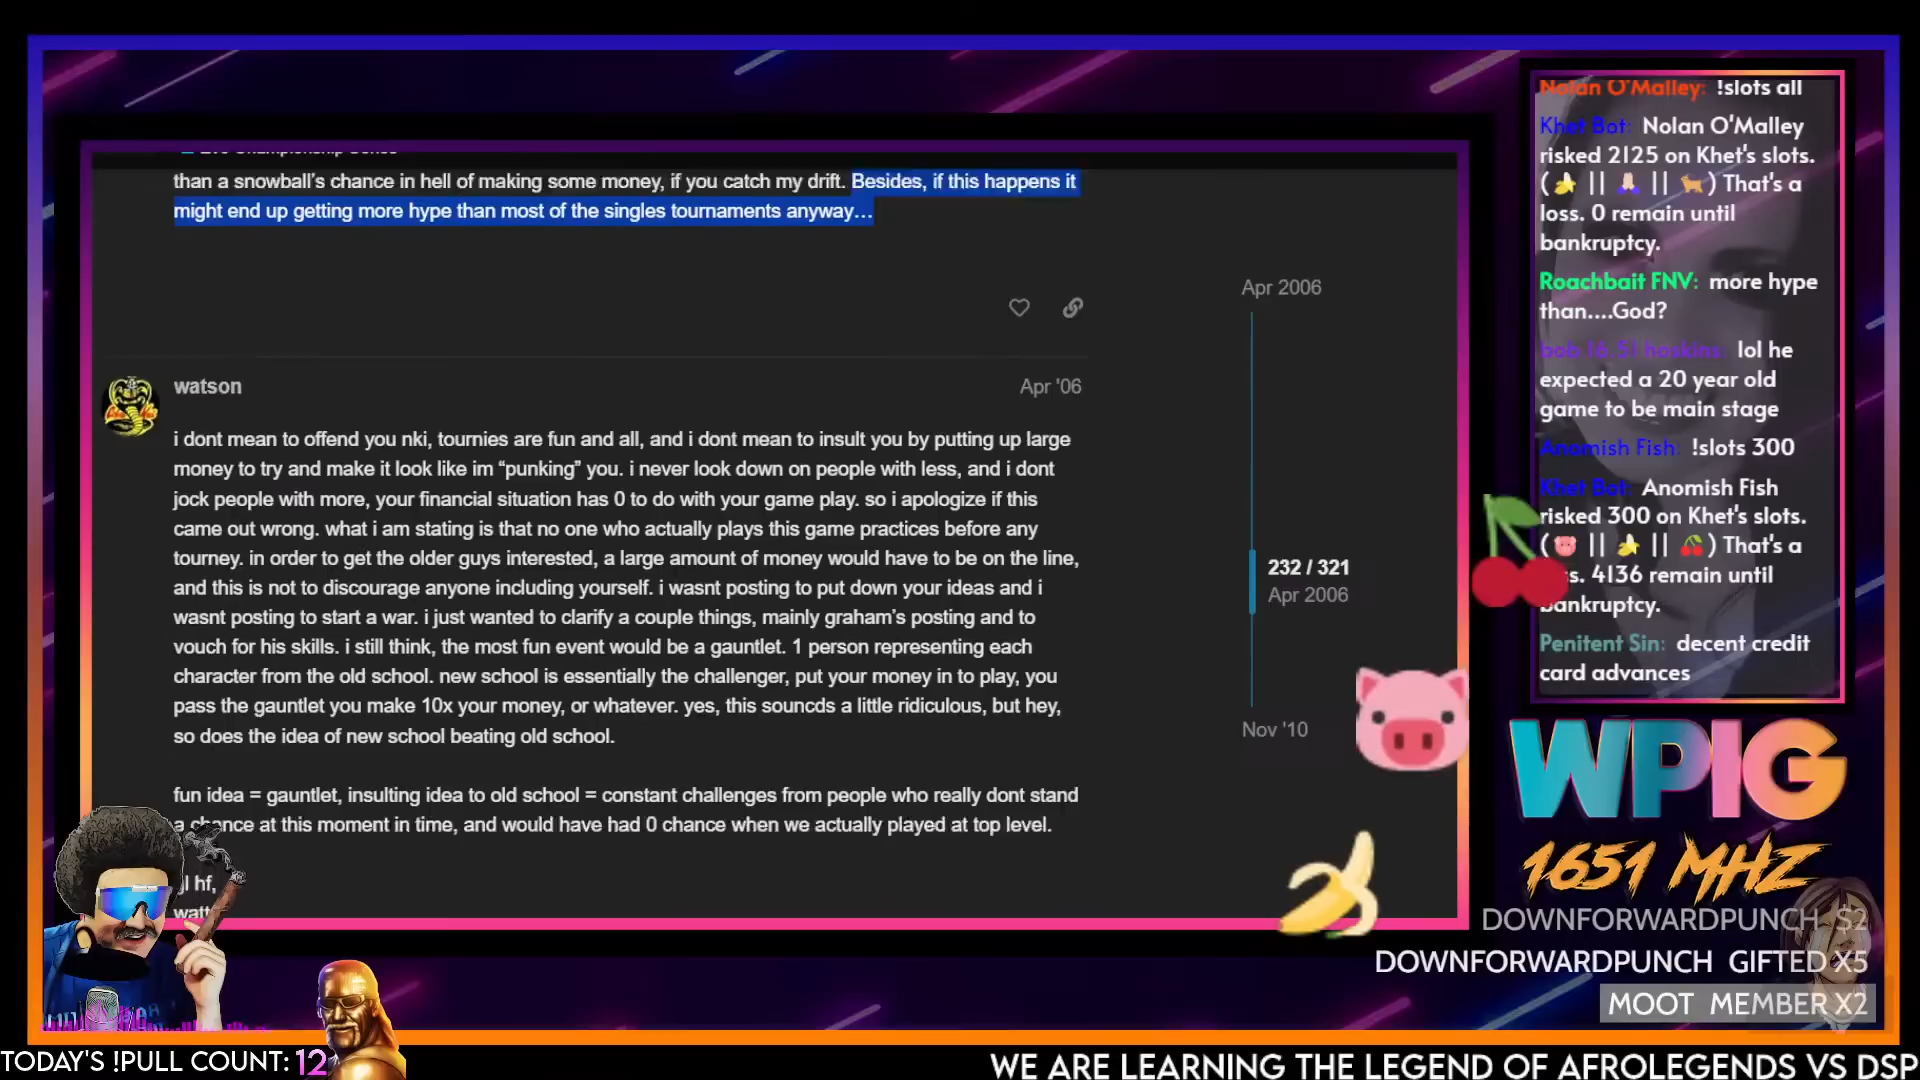 than a snowball's chance in hell of making some money, if you catch my drift. Besides, if this happens it
might end up getting more hype than most of the singles tournaments anyway…
Apr 2006
232 / 321
Apr 2006
Nov '10
watson
Apr '06
i dont mean to offend you nki, tournies are fun and all, and i dont mean to insult you by putting up large
money to try and make it look like im “punking” you. i never look down on people with less, and i dont
jock people with more, your financial situation has 0 to do with your game play. so i apologize if this
came out wrong. what i am stating is that no one who actually plays this game practices before any
tourney. in order to get the older guys interested, a large amount of money would have to be on the line,
and this is not to discourage anyone including yourself. i wasnt posting to put down your ideas and i
wasnt posting to start a war. i just wanted to clarify a couple things, mainly graham's posting and to
vouch for his skills. i still think, the most fun event would be a gauntlet. 1 person representing each
character from the old school. new school is essentially the challenger, put your money in to play, you
pass the gauntlet you make 10x your money, or whatever. yes, this souncds a little ridiculous, but hey,
so does the idea of new school beating old school.
fun idea = gauntlet, insulting idea to old school = constant challenges from people who really dont stand
a chance at this moment in time, and would have had 0 chance when we actually played at top level.
hf,
Nolan O'Malley: !slots all
Khet Bot: Nolan O'Malley
risked 2125 on Khet's slots.
( 🍌 || 👃 || 🐕 ) That's a
loss. 0 remain until
bankruptcy.
Roachbait FNV: more hype
than....God?
bob 16:51 hoskins: lol he
expected a 20 year old
game to be main stage
Anomish Fish: !slots 300
Khet Bot: Anomish Fish
risked 300 on Khet's slots.
( 🐷 || 🍌 || 🍒 ) That's a
s. 4136 remain until
bankruptcy.
Penitent Sin: decent credit
card advances
WPIG
1651 MHZ
DOWNFORWARDPUNCH $2
DOWNFORWARDPUNCH GIFTED X5
MOOT MEMBER X2
TODAY'S !PULL COUNT: 12
WE ARE LEARNING THE LEGEND OF AFROLEGENDS VS DSP